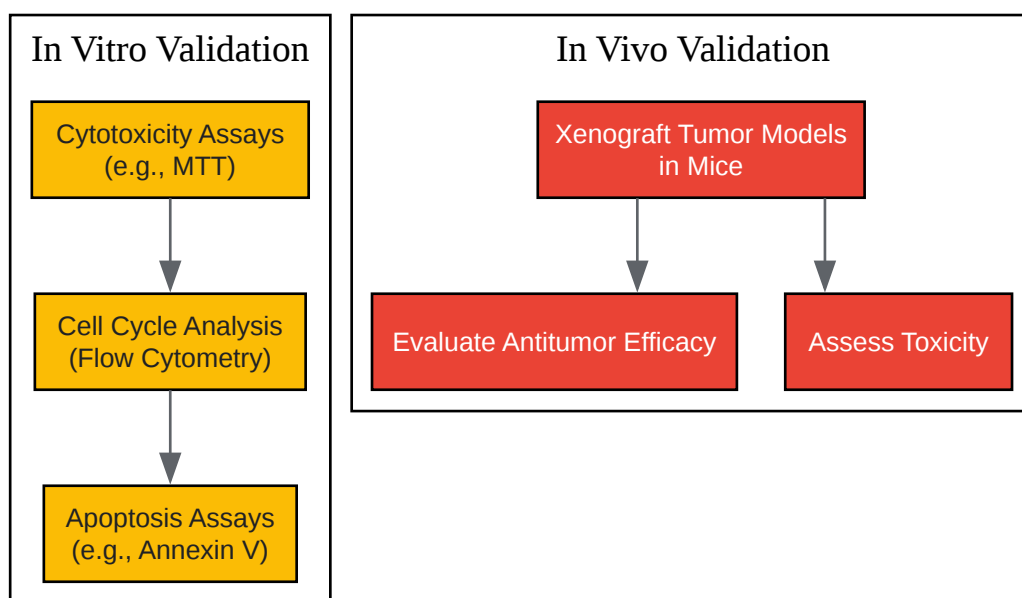 In Vitro Validation
Cytotoxicity Assays
(e.g., MTT)
Cell Cycle Analysis
(Flow Cytometry)
Apoptosis Assays
(e.g., Annexin V)
In Vivo Validation
Xenograft Tumor Models
in Mice
Evaluate Antitumor Efficacy
Assess Toxicity